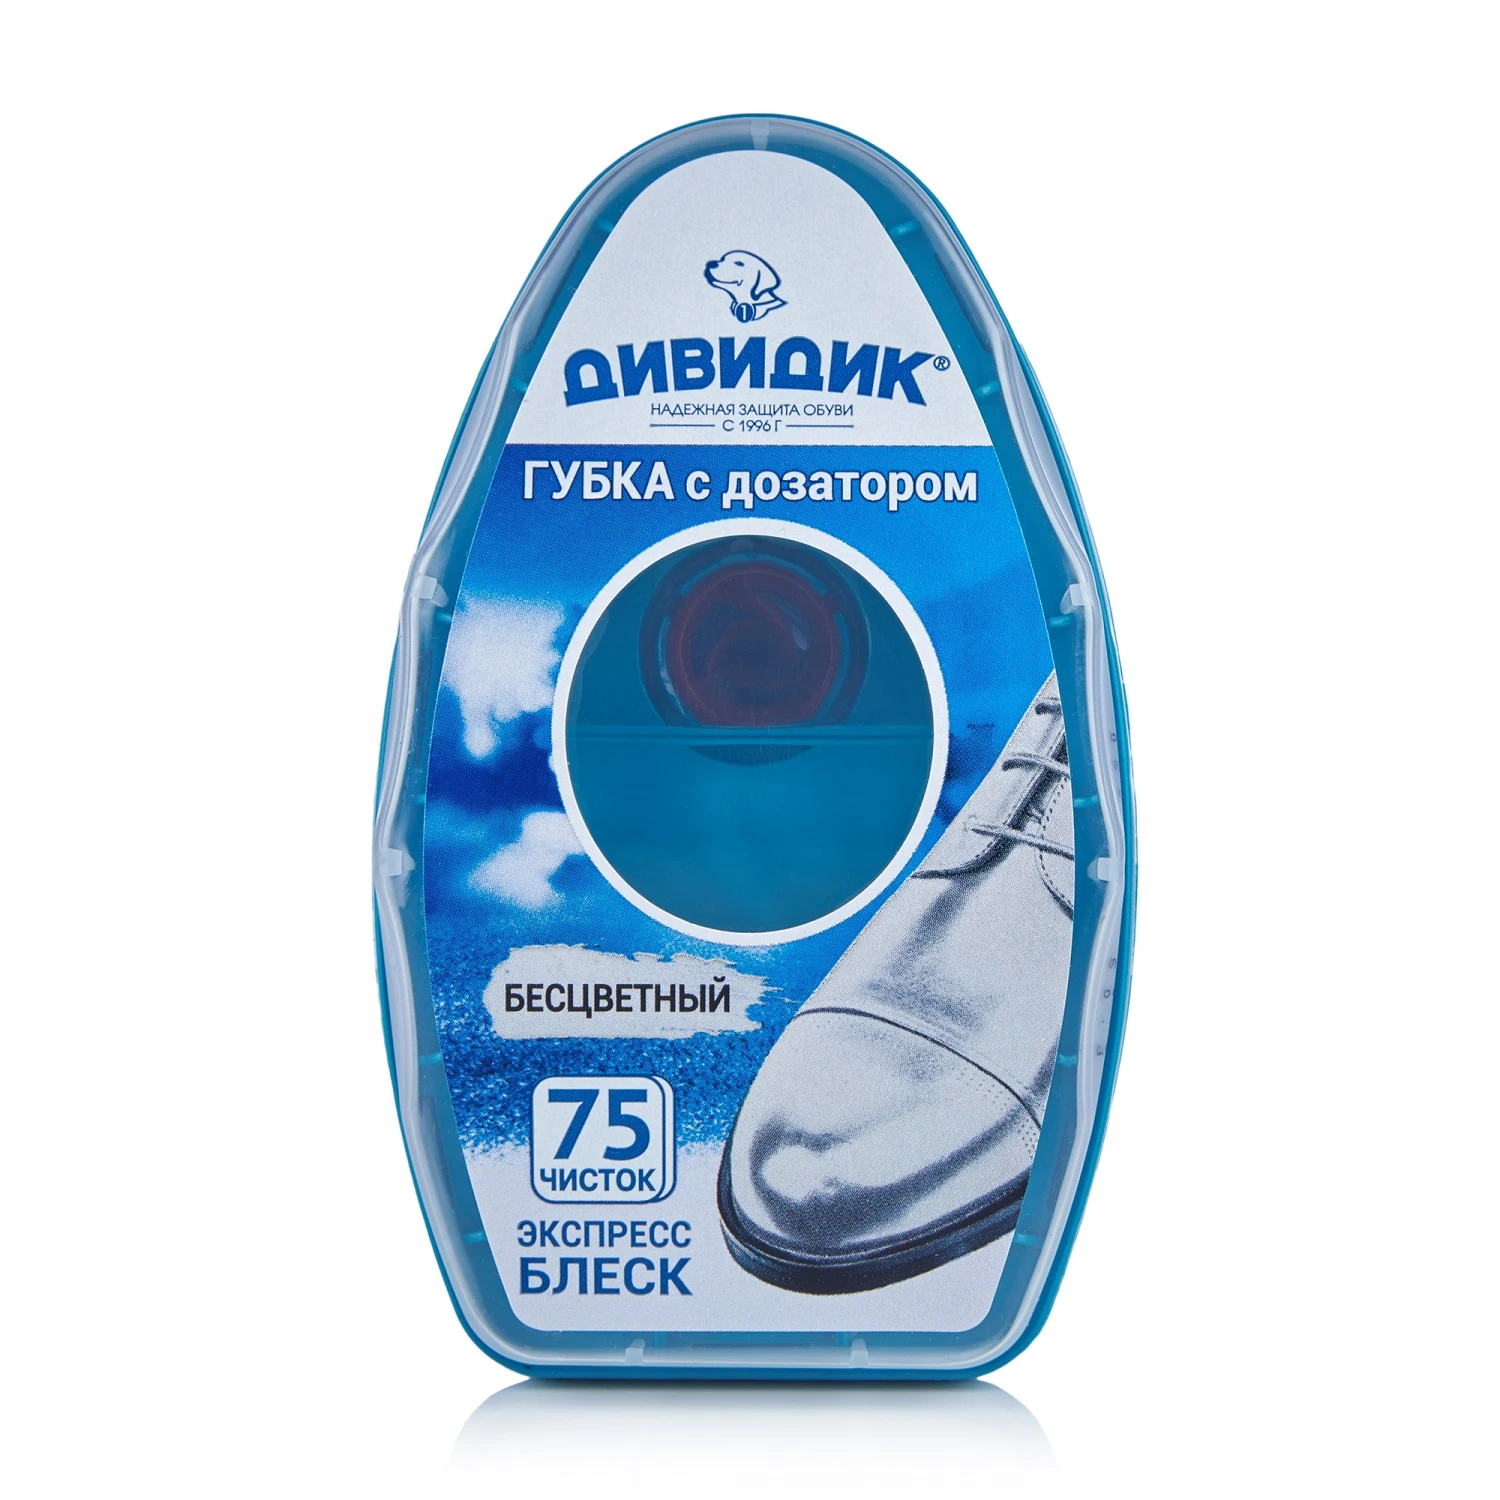 ДИВИДИК®
НАДЕЖНАЯ ЗАЩИТА ОБУВИ
С 1996 Г
ГУБКА с дозатором
БЕСЦВЕТНЫЙ
75
ЧИСТОК
ЭКСПРЕСС
БЛЕСК